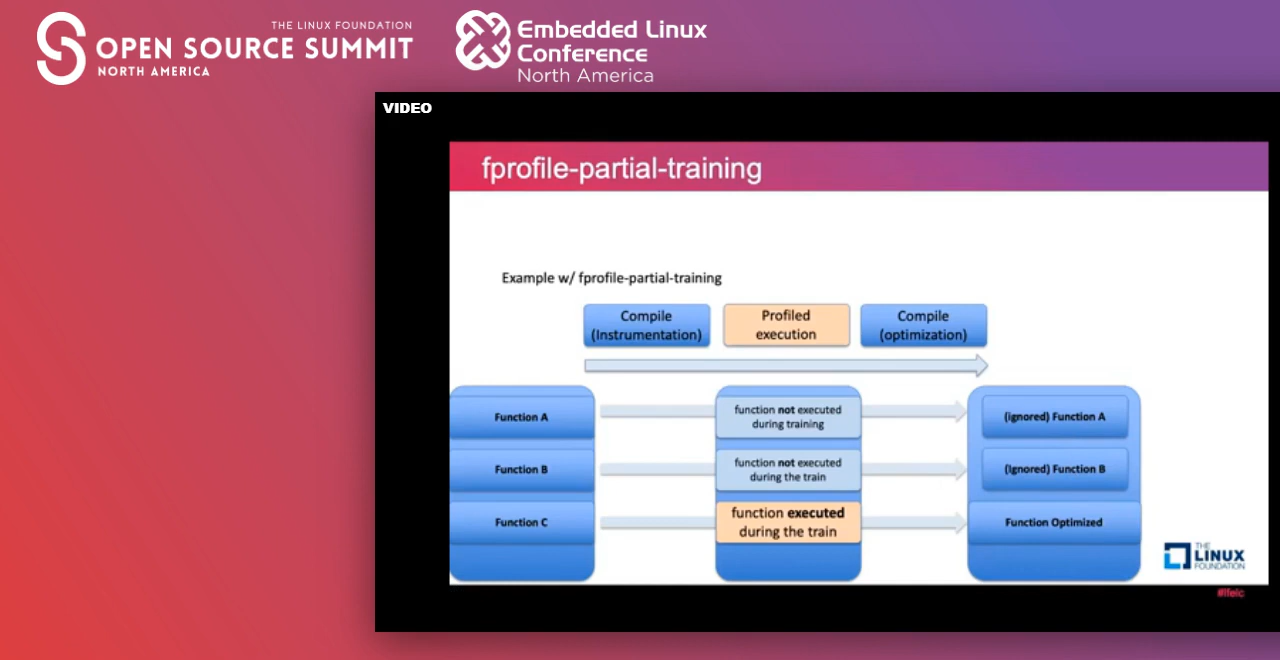 THE LINUX FOUNDATION
OPEN SOURCE SUMMIT
NORTH AMERICA
Embedded Linux
Conference
North America
VIDEO
fprofile-partial-training
Example w/ fprofile-partial-training
Compile
(Instrumentation)
Profiled
execution
Compile
(optimization)
Function A
function not executed
during training
(ignored) Function A
Function B
function not executed
during the train
(Ignored) Function B
Function C
function executed
during the train
Function Optimized
THE
LINUX
FOUNDATION
#lfelc